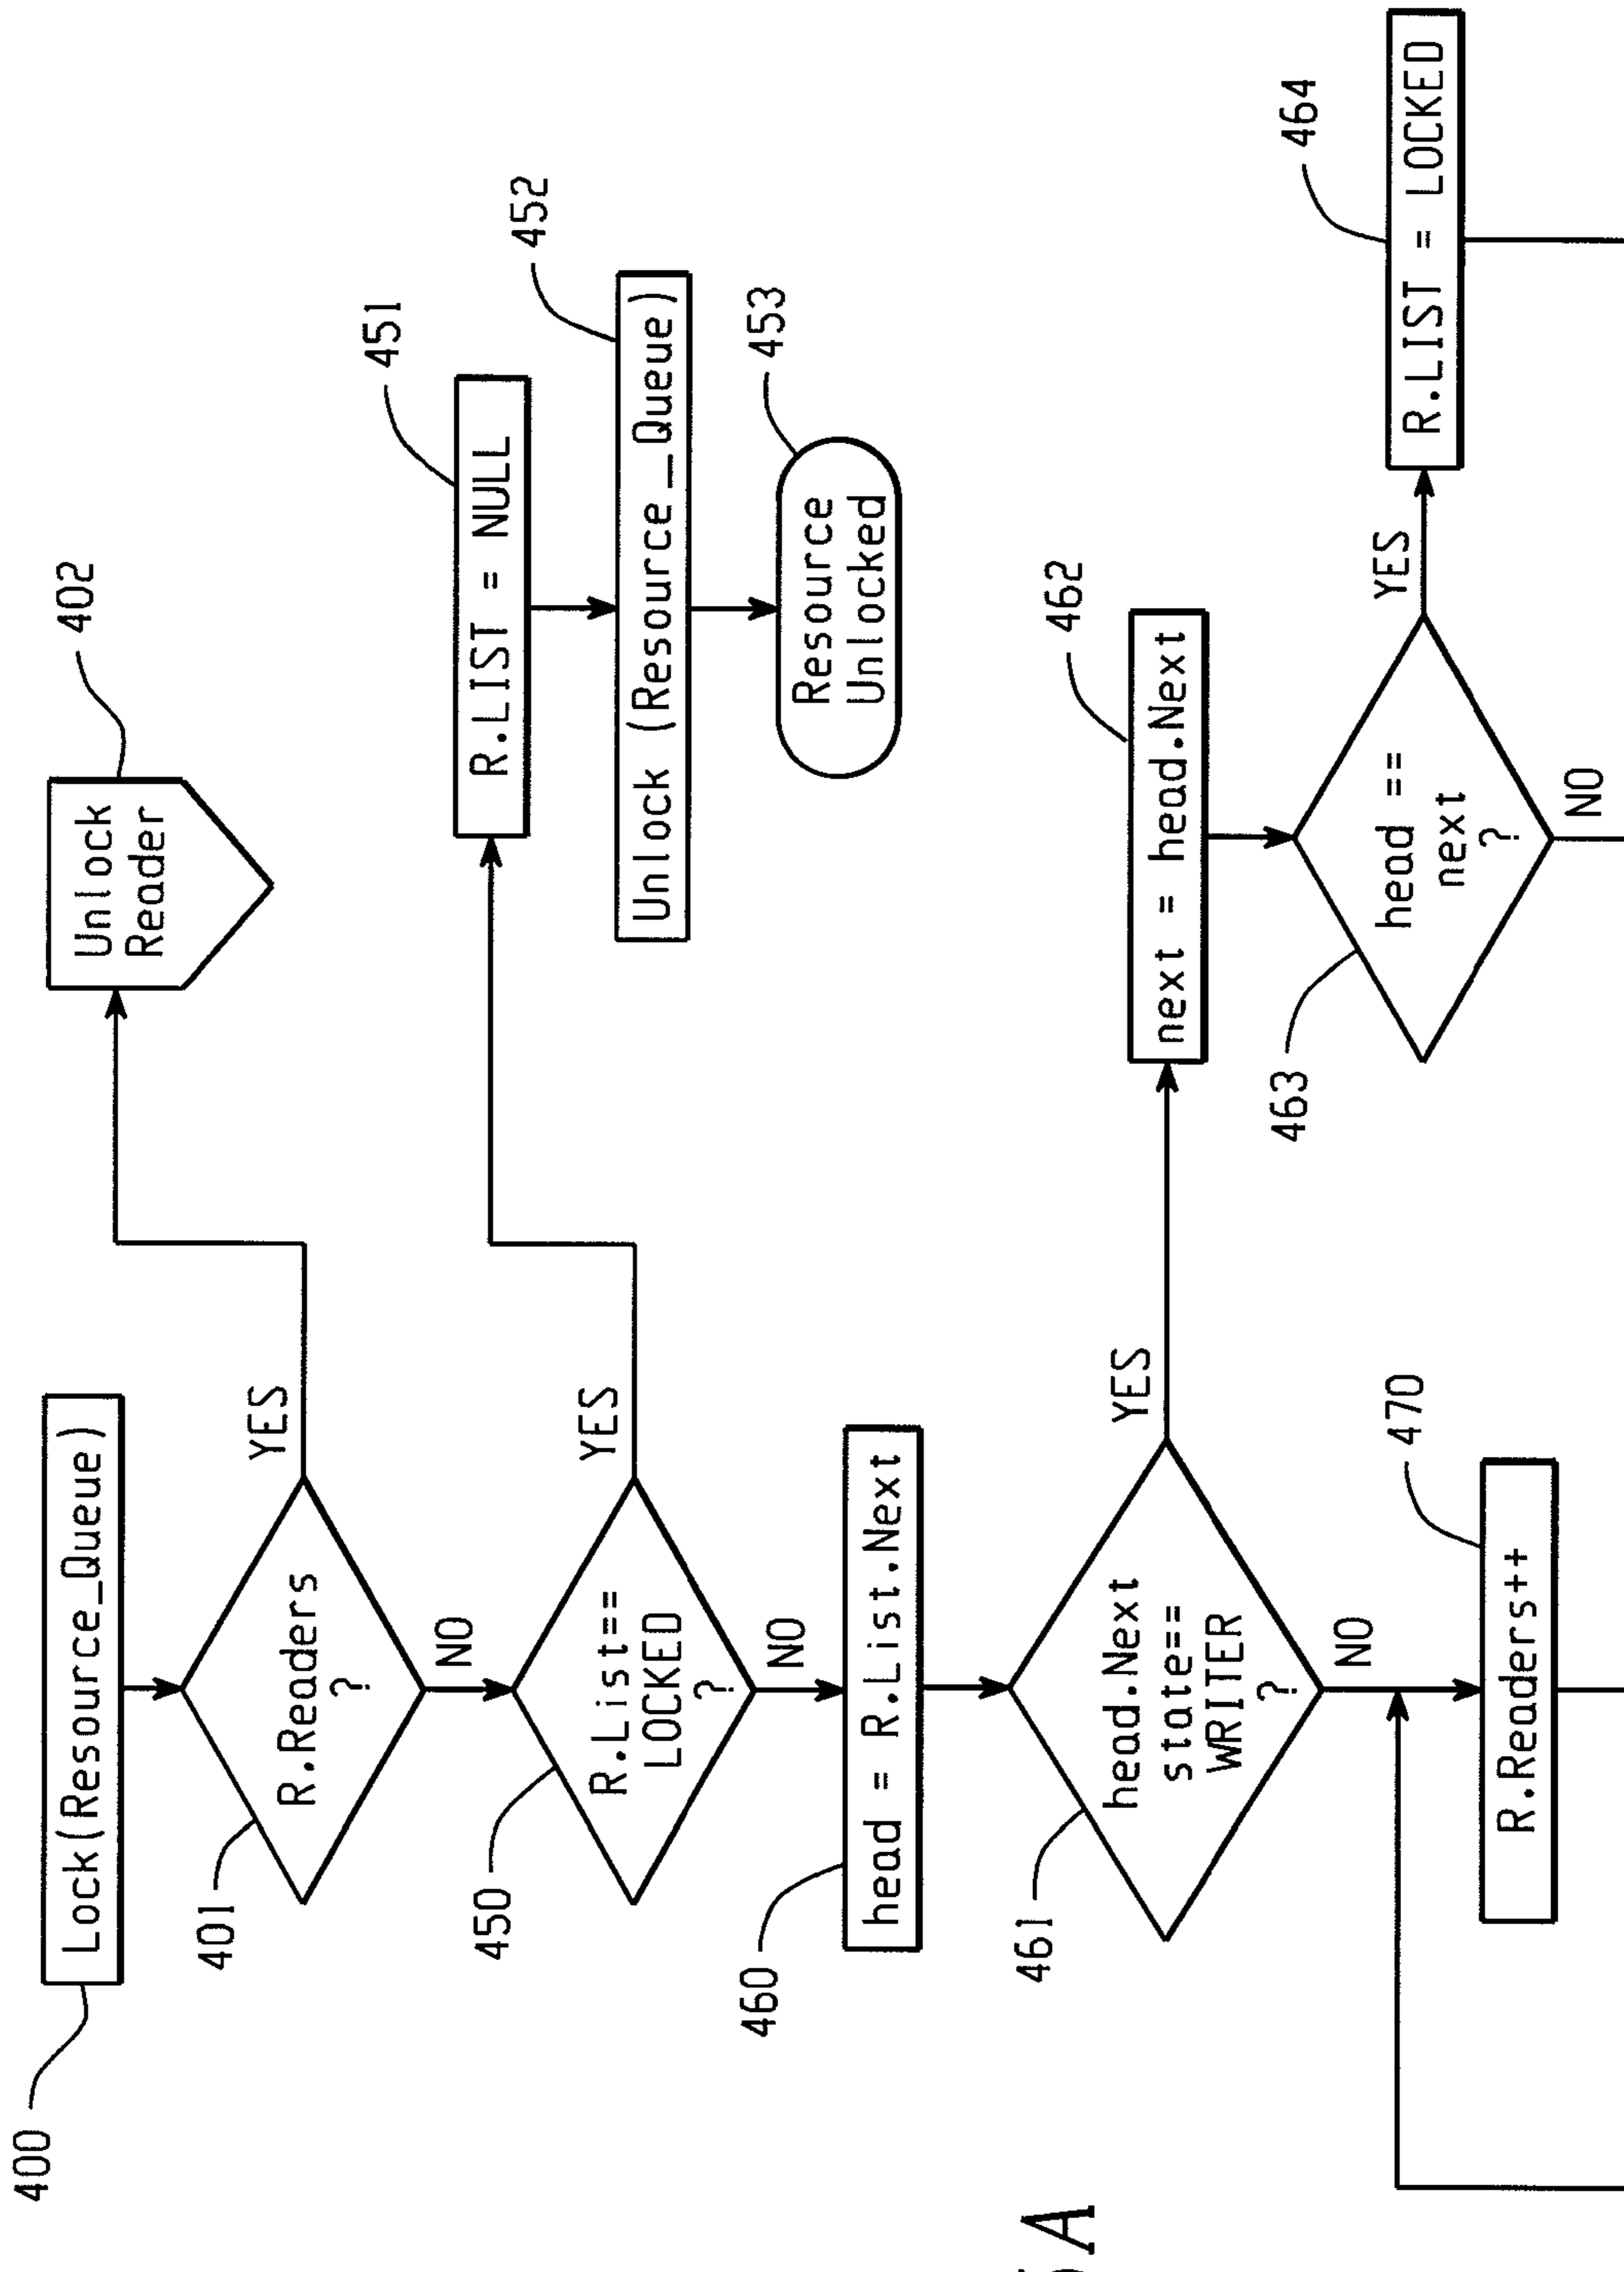 400
Lock(Resource_Queue)
401
R.Readers
?
YES
NO
402
Unlock
Reader
450
R.List==
LOCKED
?
YES
NO
451
R.LIST = NULL
452
Unlock (Resource_Queue)
453
Resource
Unlocked
460
head = R.List.Next
461
head.Next
state==
WRITER
?
YES
NO
462
next = head.Next
463
head ==
next
?
YES
NO
464
R.LIST = LOCKED
470
R.Readers++
A